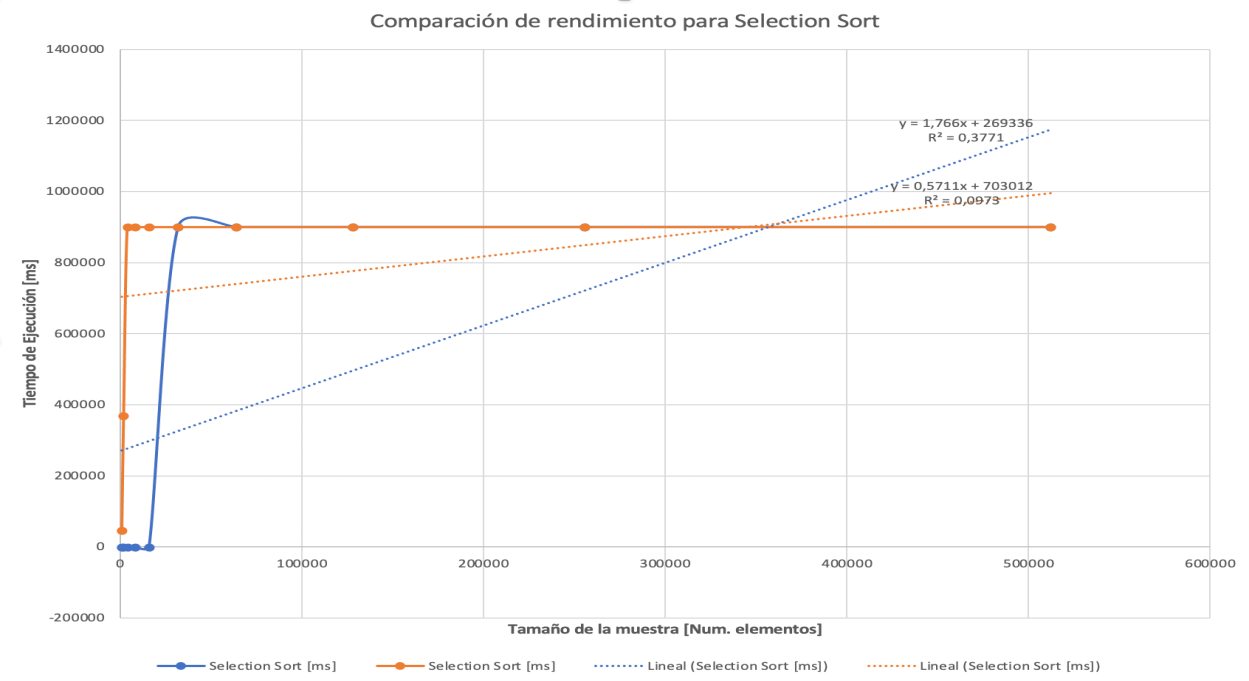 Comparación de rendimiento para Selection Sort
1400000
1200000
1000000
800000
600000
400000
200000
0
-200000
Tiempo de Ejecución [ms]
y = 1,766x + 269336
R² = 0,3771
y = 0,5711x + 703012
R² = 0,0973
0 100000 200000 300000 400000 500000 600000
Tamaño de la muestra [Num. elementos]
Selection Sort [ms] Selection Sort [ms] Lineal (Selection Sort [ms]) Lineal (Selection Sort [ms])